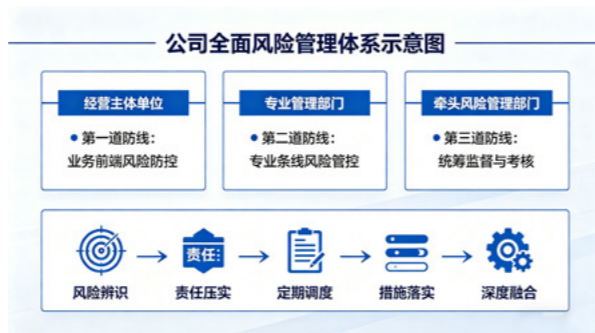 公司全面风险管理体系示意图
经营主体单位
• 第一道防线：
业务前端风险防控
专业管理部门
• 第二道防线：
专业条线风险管控
牵头风险管理部门
• 第三道防线：
统筹监督与考核
责任:
风险辨识
责任压实
定期调度
措施落实
深度融合